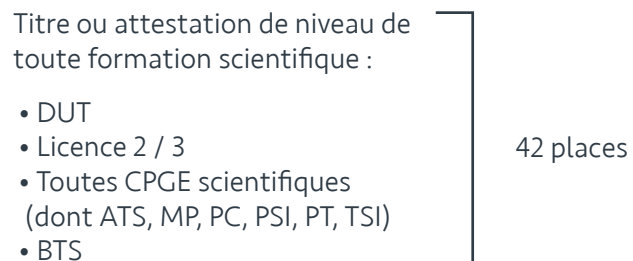 Titre ou attestation de niveau de
toute formation scientifique :
• DUT
• Licence 2 / 3
• Toutes CPGE scientifiques
(dont ATS, MP, PC, PSI, PT, TSI)
• BTS
42 places